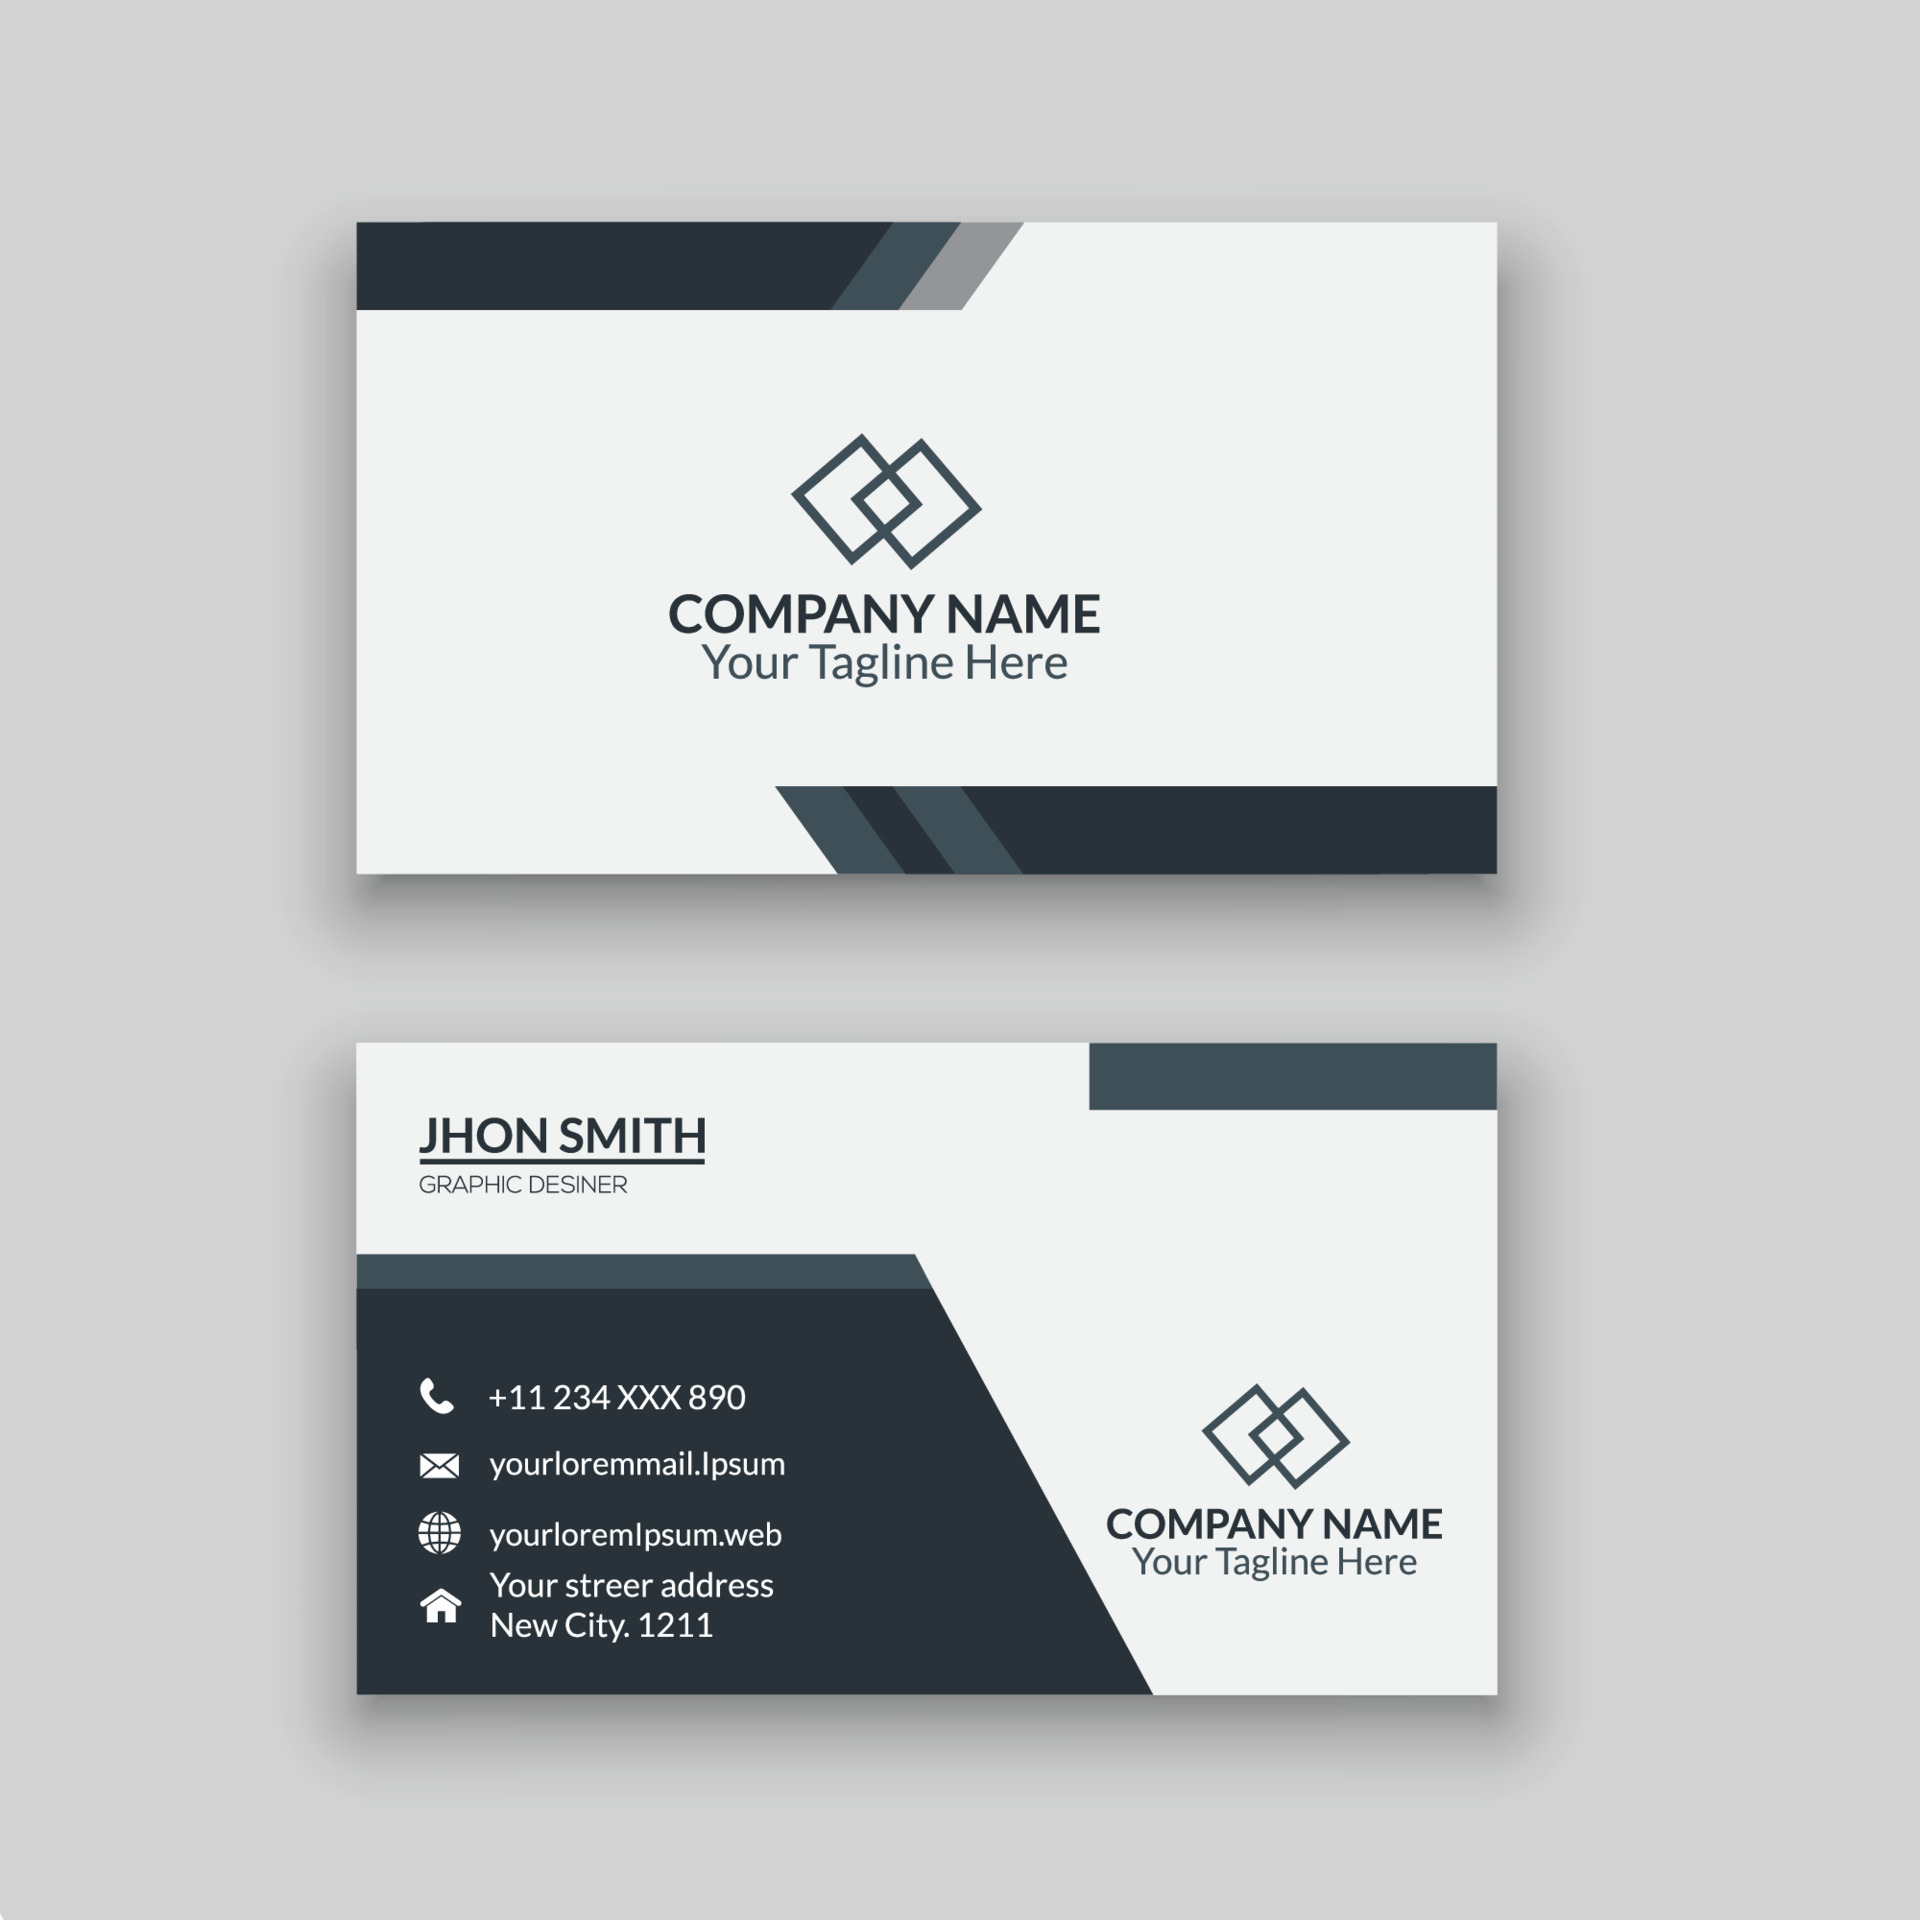 COMPANY NAME
Your Tagline Here
JHON SMITH
GRAPHIC DESINER
+11 234 XXX 890
yourloremmail.Ipsum
yourloremIpsum.web
Your streer address
New City. 1211
COMPANY NAME
Your Tagline Here